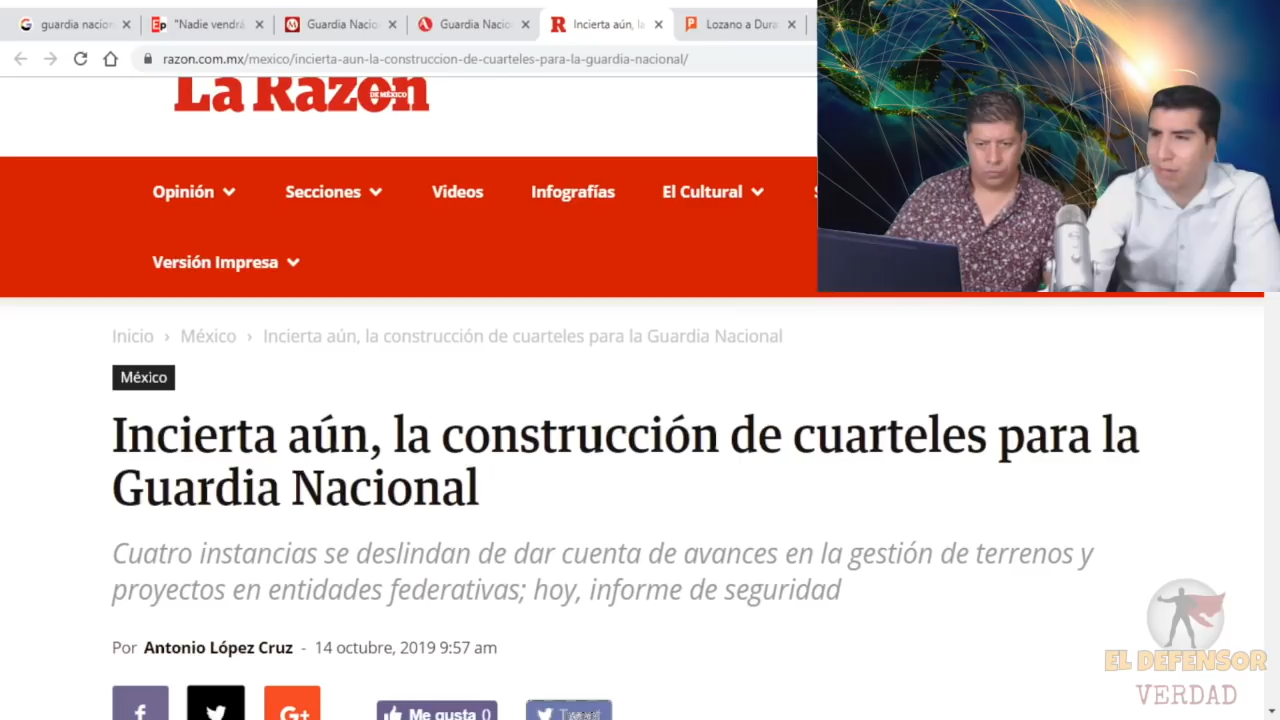 guardia nacion
Ep "Nadie vendrá
Guardia Nacio
Guardia Nacio
Incierta aún, la
Lozano a Dura
razon.com.mx/mexico/incierta-aun-la-construccion-de-cuarteles-para-la-guardia-nacional/
La Razón
DE MÉXICO
Opinión Secciones Videos Infografías El Cultural
Versión Impresa
Inicio › México › Incierta aún, la construcción de cuarteles para la Guardia Nacional
México
Incierta aún, la construcción de cuarteles para la
Guardia Nacional
Cuatro instancias se deslindan de dar cuenta de avances en la gestión de terrenos y
proyectos en entidades federativas; hoy, informe de seguridad
Por Antonio López Cruz - 14 octubre, 2019 9:57 am
G+
Me gusta 0
EL DEFENSOR
VERDAD